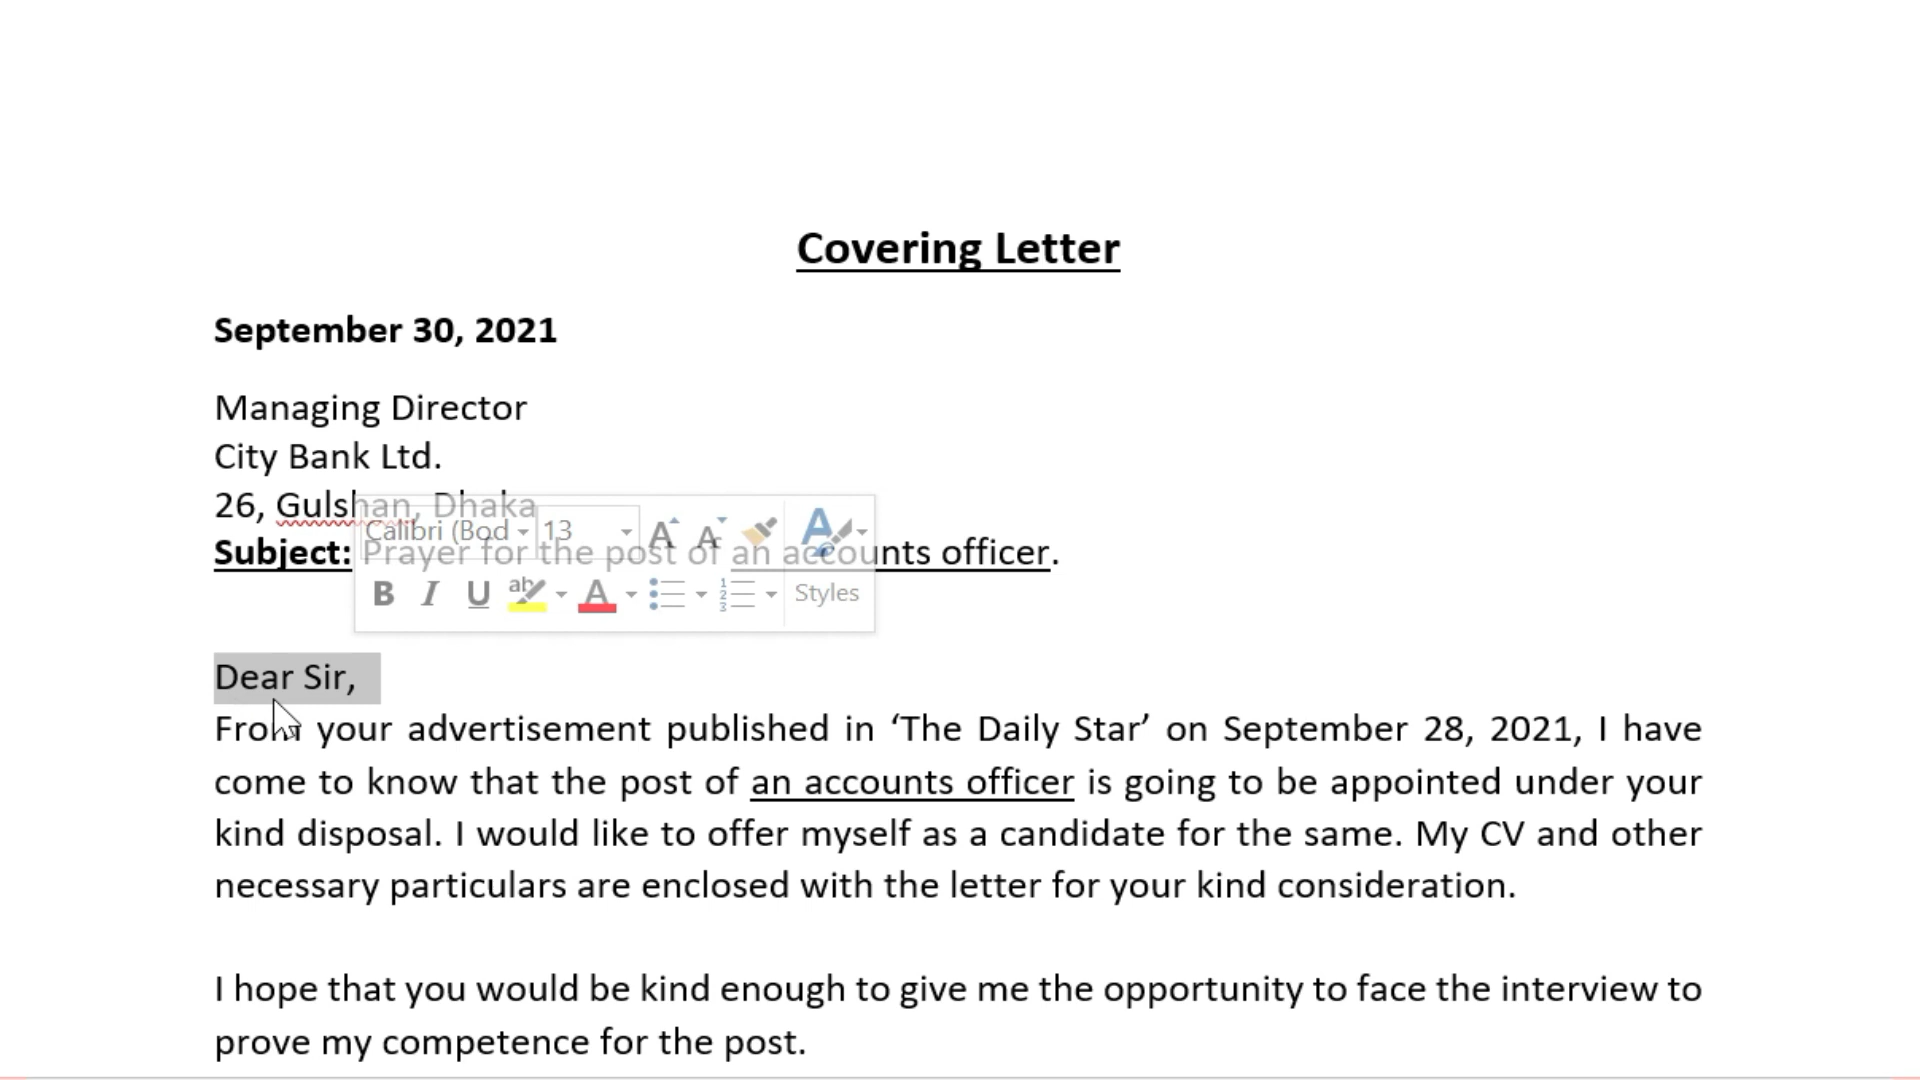 Covering Letter
September 30, 2021
Managing Director
City Bank Ltd.
26, Gulshan, Dhaka
Calibri (Bod 13
Subject: Prayer for the post of an accounts officer.
B I U ab A Styles
Dear Sir,
From your advertisement published in ‘The Daily Star’ on September 28, 2021, I have
come to know that the post of an accounts officer is going to be appointed under your
kind disposal. I would like to offer myself as a candidate for the same. My CV and other
necessary particulars are enclosed with the letter for your kind consideration.
I hope that you would be kind enough to give me the opportunity to face the interview to
prove my competence for the post.